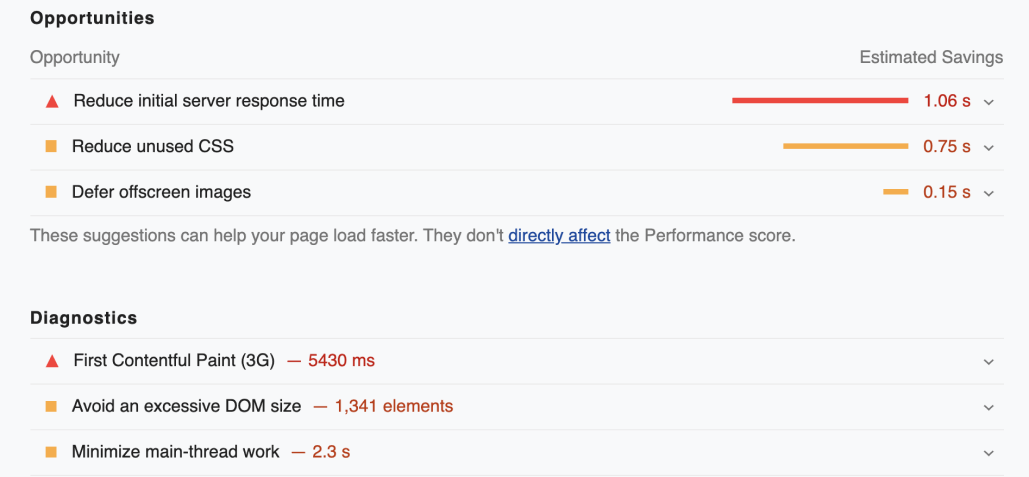 Opportunities
Opportunity Estimated Savings
Reduce initial server response time 1.06 s
Reduce unused CSS 0.75 s
Defer offscreen images 0.15 s
These suggestions can help your page load faster. They don't directly affect the Performance score.
Diagnostics
First Contentful Paint (3G) — 5430 ms
Avoid an excessive DOM size — 1,341 elements
Minimize main-thread work — 2.3 s